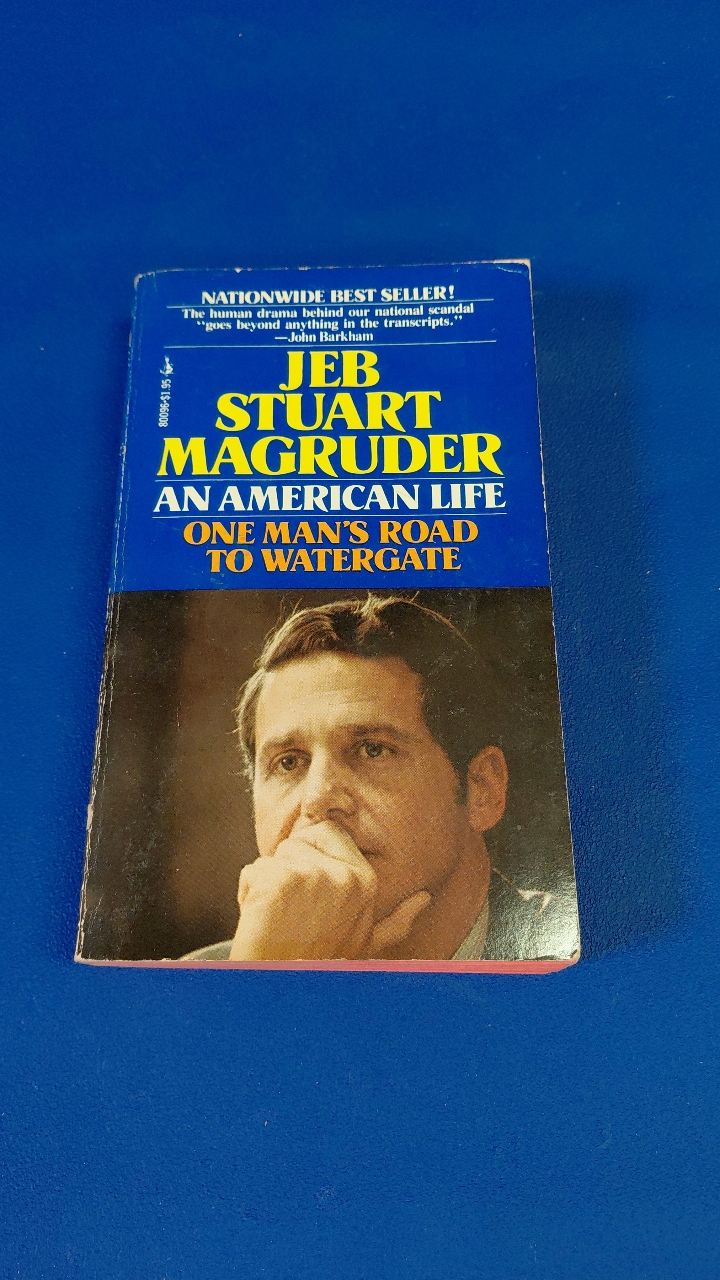 NATIONWIDE BEST SELLER!
The human drama behind our national scandal
"goes beyond anything in the transcripts."
—John Barkham
80096·$1.95
JEB
STUART
MAGRUDER
AN AMERICAN LIFE
ONE MAN'S ROAD
TO WATERGATE